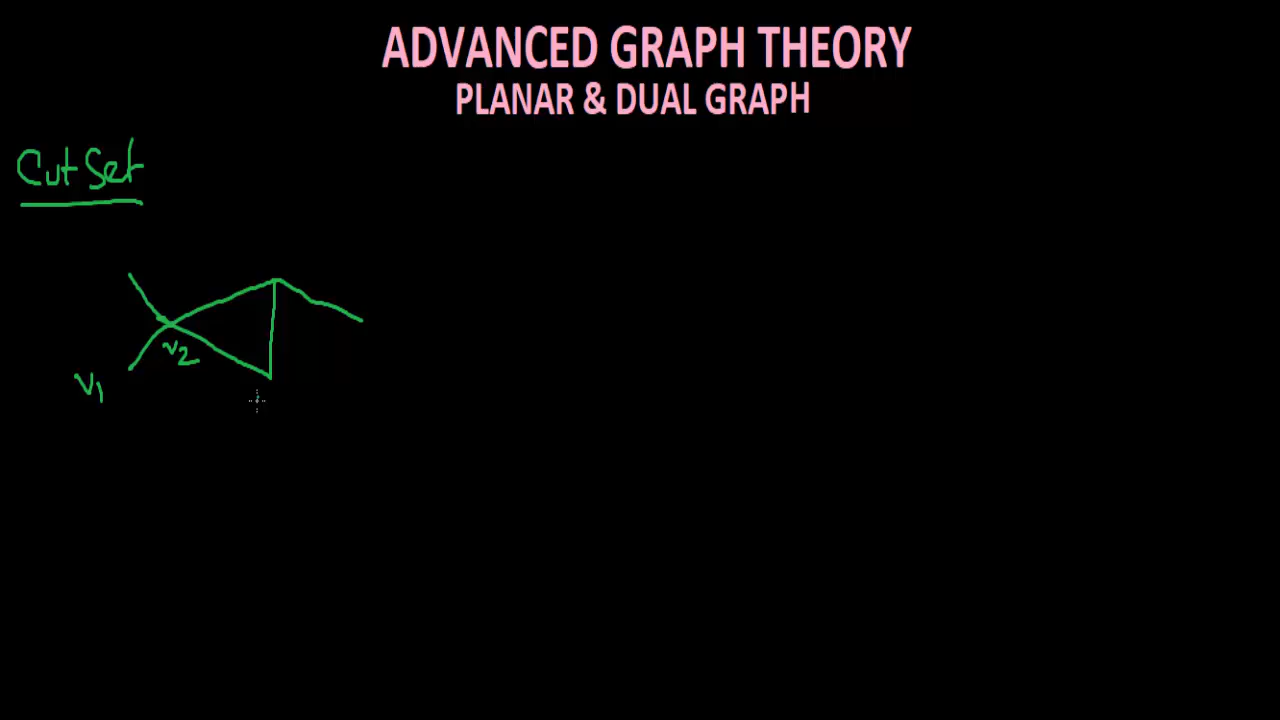 ADVANCED GRAPH THEORY
PLANAR & DUAL GRAPH
Cut Set
v2
v1